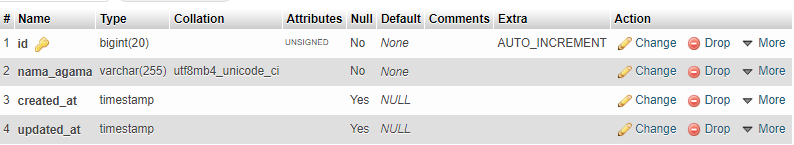 # Name Type Collation Attributes Null Default Comments Extra Action
1 id bigint(20) UNSIGNED No None AUTO_INCREMENT Change Drop More
2 nama_agama varchar(255) utf8mb4_unicode_ci No None Change Drop More
3 created_at timestamp Yes NULL Change Drop More
4 updated_at timestamp Yes NULL Change Drop More